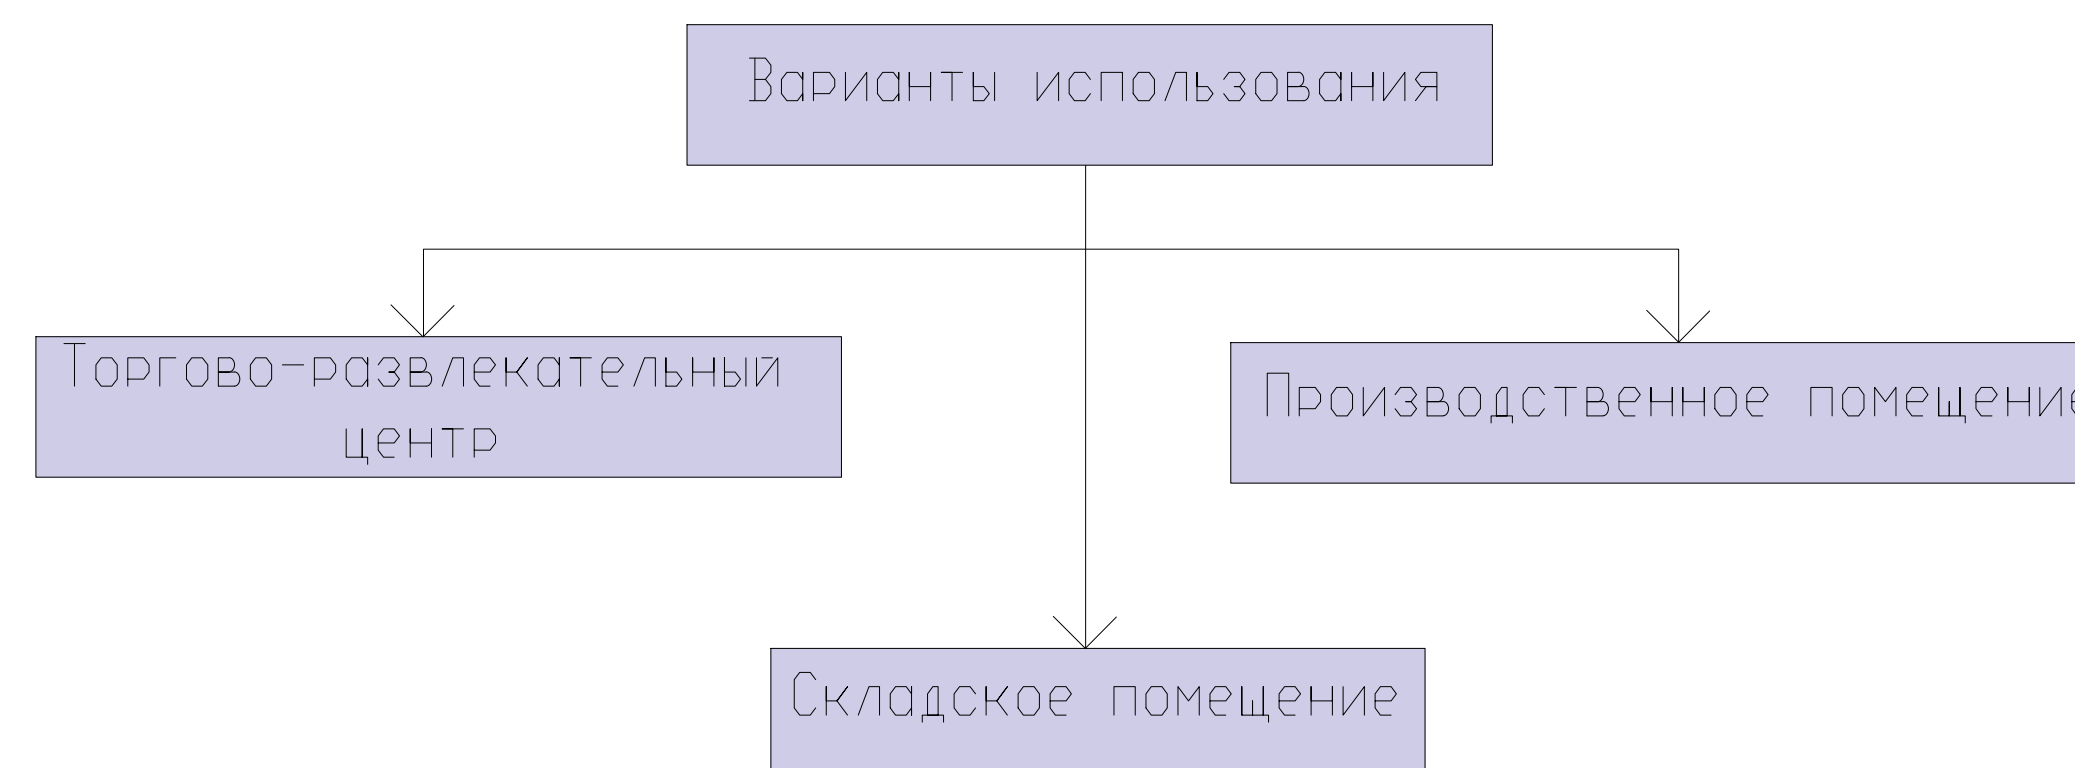 Варианты использования
Торгово-развлекательный
центр
Производственное помещение
Складское помещение